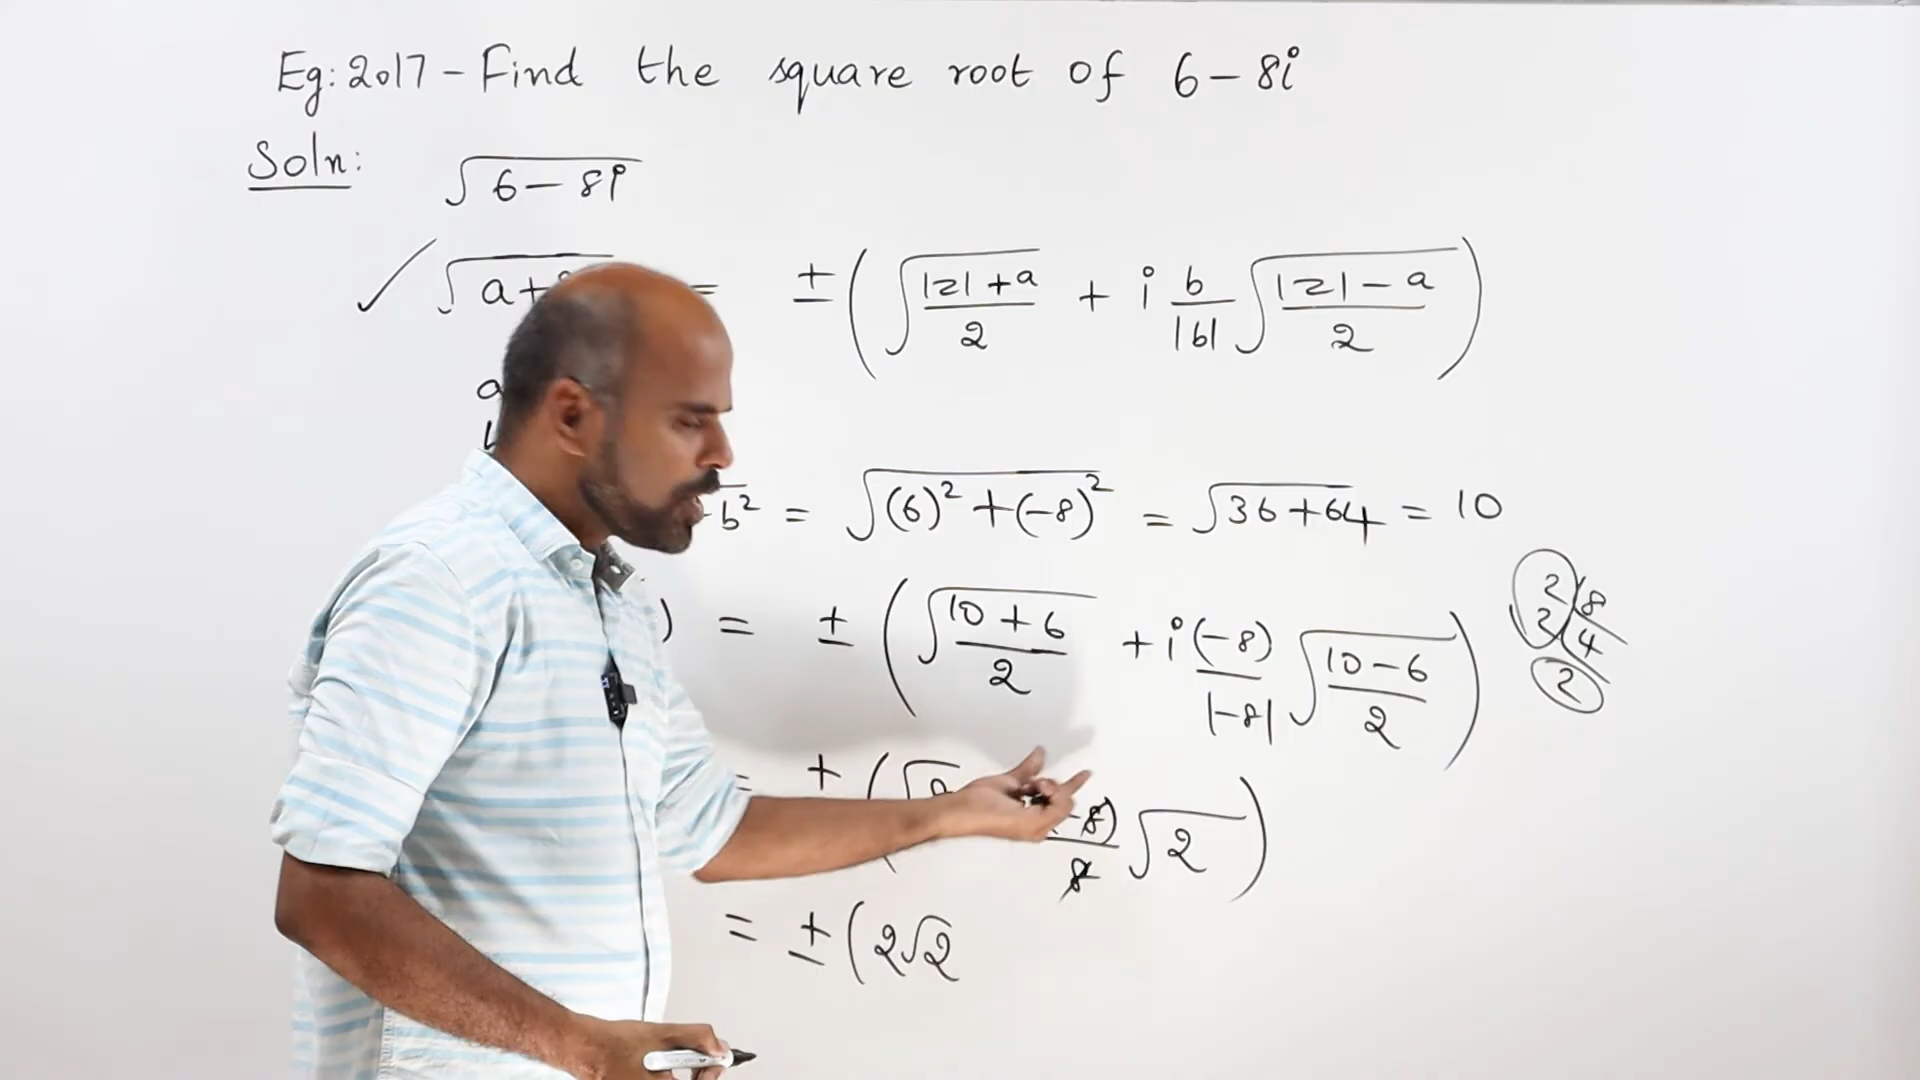 Eg: 2017 - Find the square root of 6 - 8i
Soln: √6 - 8i
√a + = ± ( √|z| + a / 2 + i b / |b| √|z| - a / 2 )
a
b² = √(6)² + (-8)² = √36 + 64 = 10
) = ± ( √10 + 6 / 2 + i (-8) / |-8| √10 - 6 / 2 )
2 8
2 4
2
= ± ( √8 -8) / 8 √2 )
= ± ( 2√2